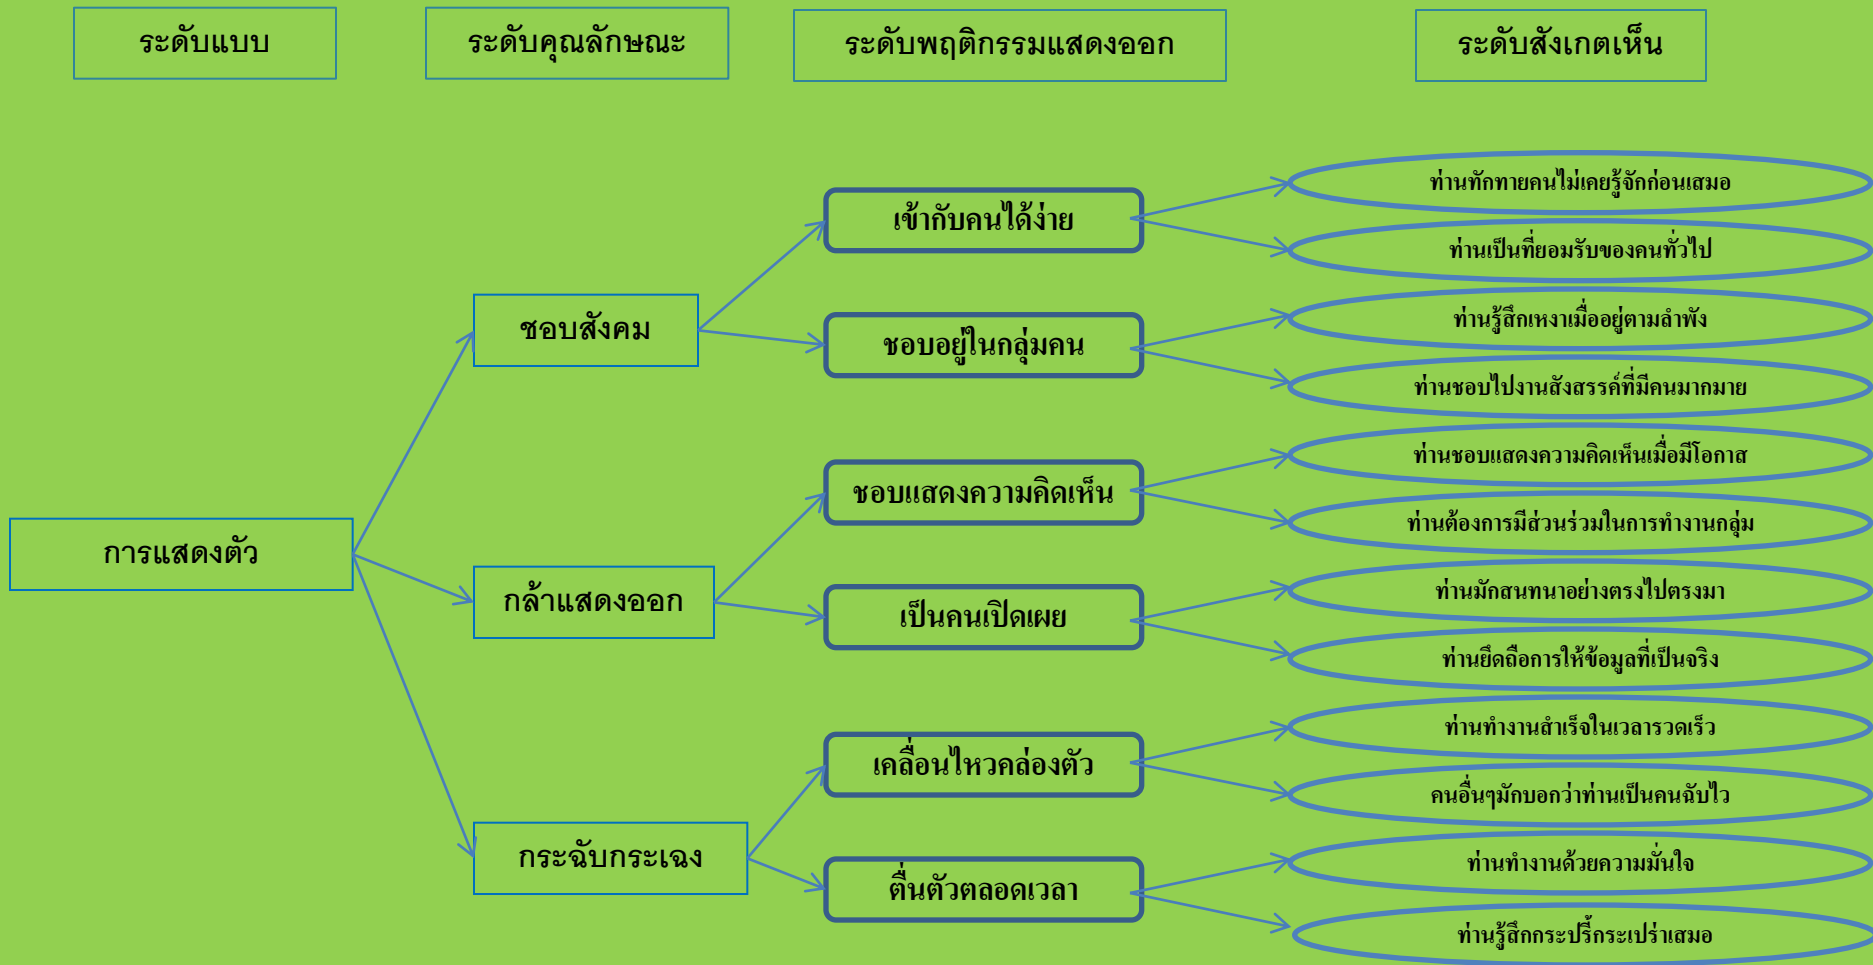 ระดับแบบ
ระดับคุณลักษณะ
ระดับพฤติกรรมแสดงออก
ระดับสังเกตเห็น
การแสดงตัว
ชอบสังคม
กล้าแสดงออก
กระฉับกระเฉง
เข้ากับคนได้ง่าย
ชอบอยู่ในกลุ่มคน
ชอบแสดงความคิดเห็น
เป็นคนเปิดเผย
เคลื่อนไหวคล่องตัว
ตื่นตัวตลอดเวลา
ท่านทักทายคนไม่เคยรู้จักก่อนเสมอ
ท่านเป็นที่ยอมรับของคนทั่วไป
ท่านรู้สึกเหงาเมื่ออยู่ตามลำพัง
ท่านชอบไปงานสังสรรค์ที่มีคนมากมาย
ท่านชอบแสดงความคิดเห็นเมื่อมีโอกาส
ท่านต้องการมีส่วนร่วมในการทำงานกลุ่ม
ท่านมักสนทนาอย่างตรงไปตรงมา
ท่านยึดถือการให้ข้อมูลที่เป็นจริง
ท่านทำงานสำเร็จในเวลารวดเร็ว
คนอื่นๆมักบอกว่าท่านเป็นคนฉับไว
ท่านทำงานด้วยความมั่นใจ
ท่านรู้สึกกระปรี้กระเปร่าเสมอ